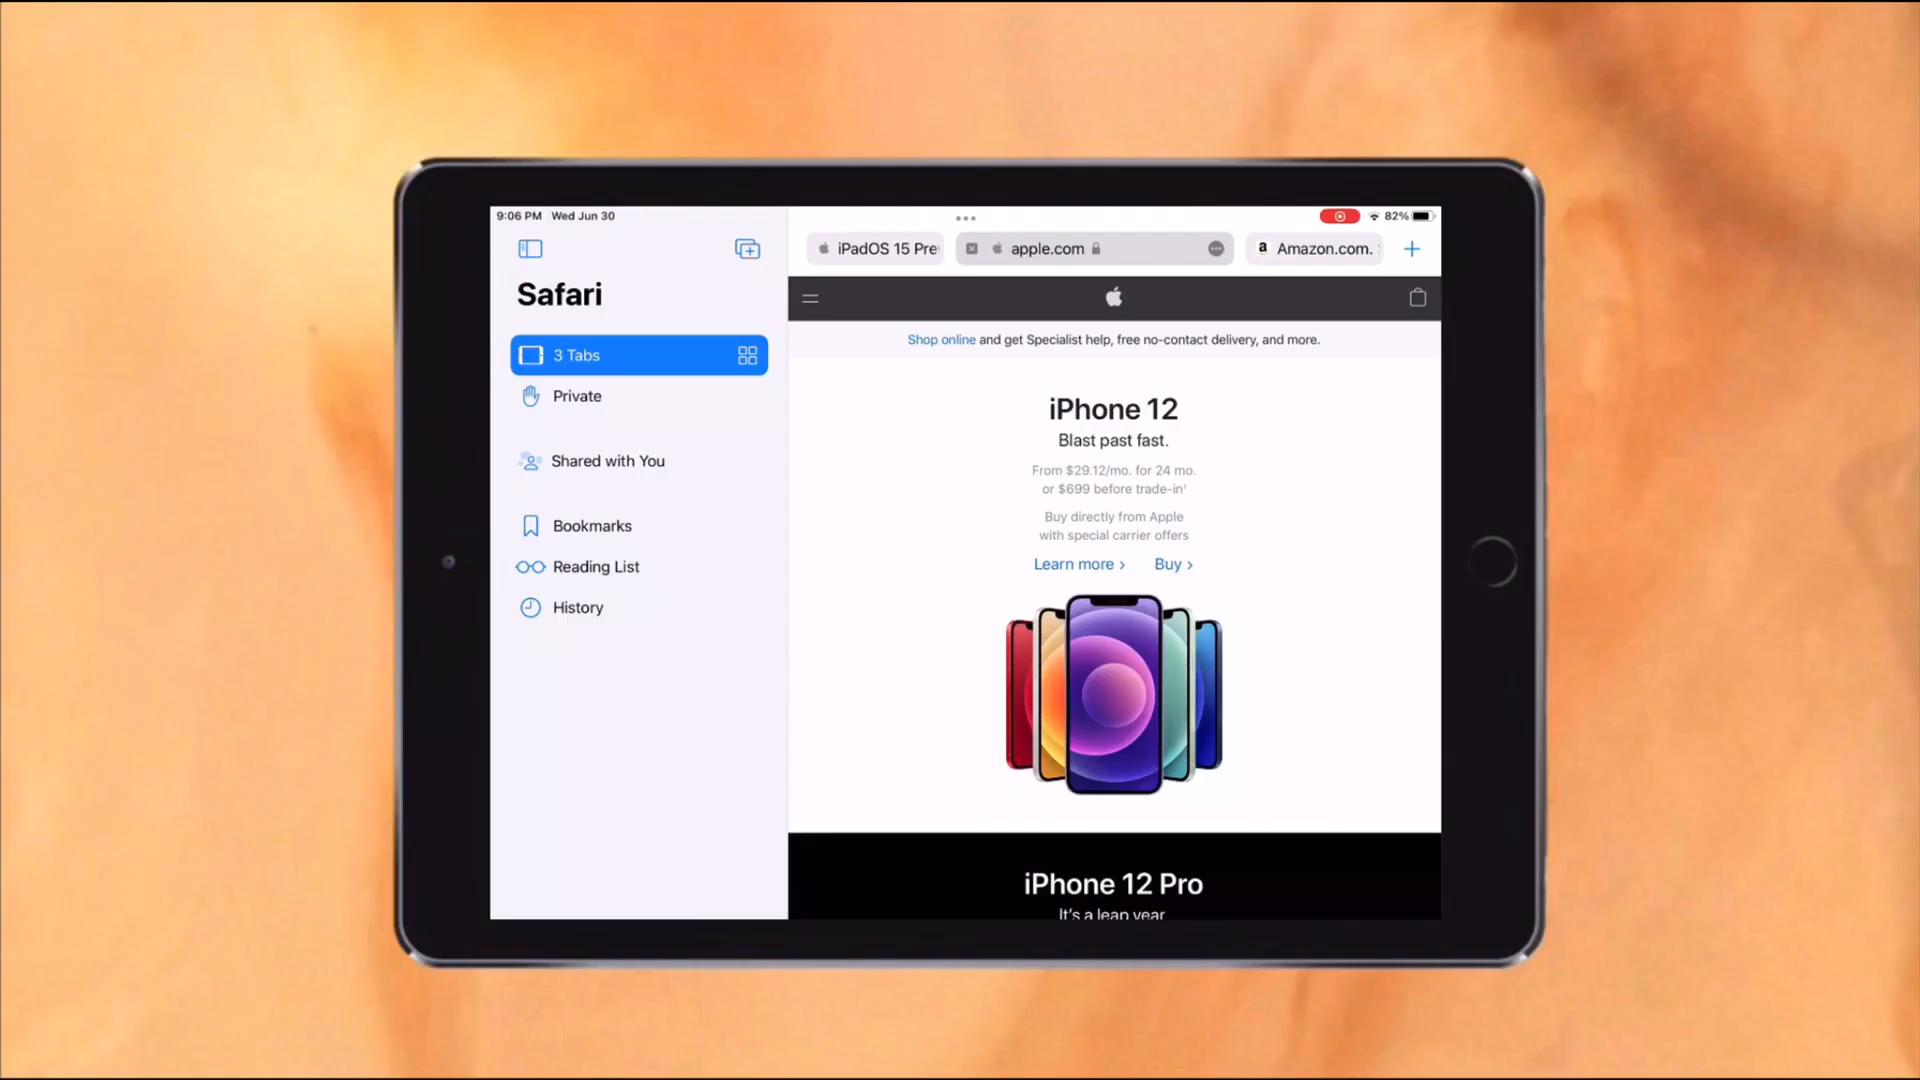 9:06 PM Wed Jun 30
82%
iPadOS 15 Pre
apple.com
Amazon.com.
Safari
3 Tabs
Private
Shared with You
Bookmarks
Reading List
History
Shop online and get Specialist help, free no-contact delivery, and more.
iPhone 12
Blast past fast.
From $29.12/mo. for 24 mo.
or $699 before trade-in¹
Buy directly from Apple
with special carrier offers
Learn more ›
Buy ›
iPhone 12 Pro
It's a leap year